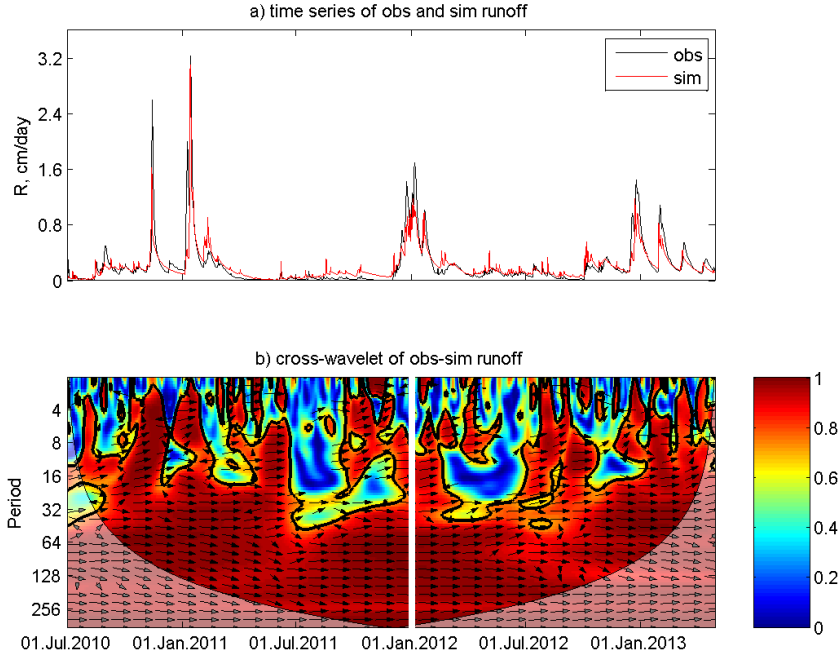 a) time series of obs and sim runoff
3.2
2.4
1.6
0.8
0
R, cm/day
obs
sim
b) cross-wavelet of obs-sim runoff
4
8
16
32
64
128
256
Period
01.Jul.2010
01.Jan.2011
01.Jul.2011
01.Jan.2012
01.Jul.2012
01.Jan.2013
1
0.8
0.6
0.4
0.2
0